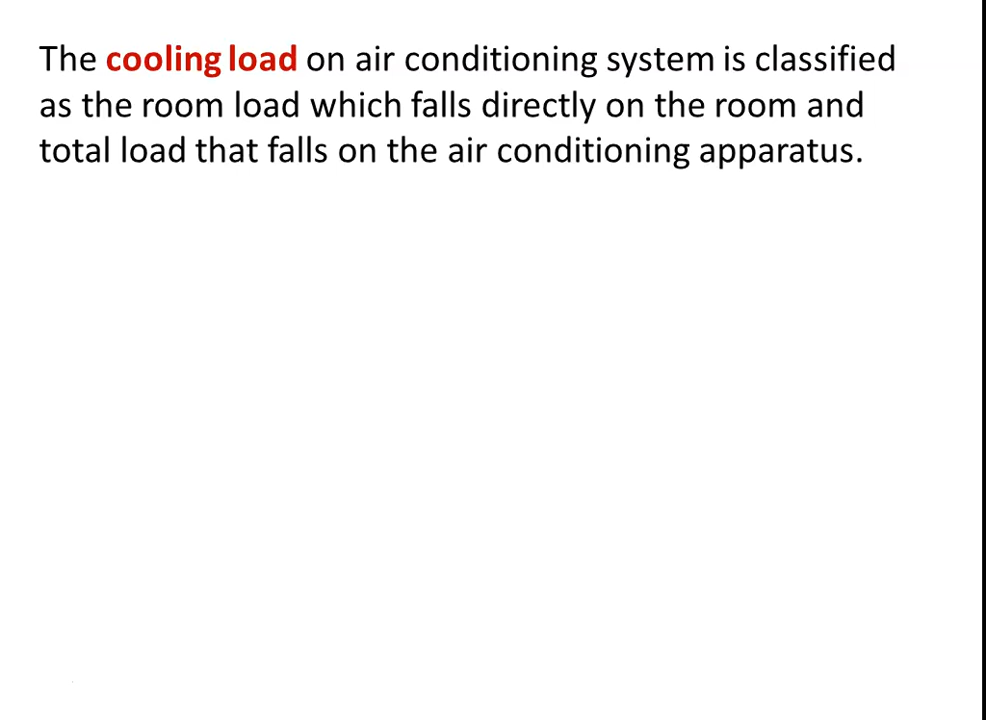 The cooling load on air conditioning system is classified
as the room load which falls directly on the room and
total load that falls on the air conditioning apparatus.